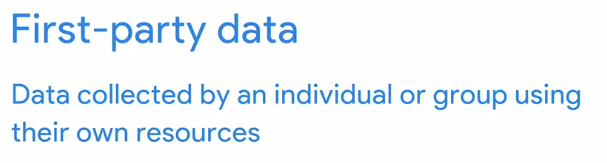 First-party data
Data collected by an individual or group using
their own resources